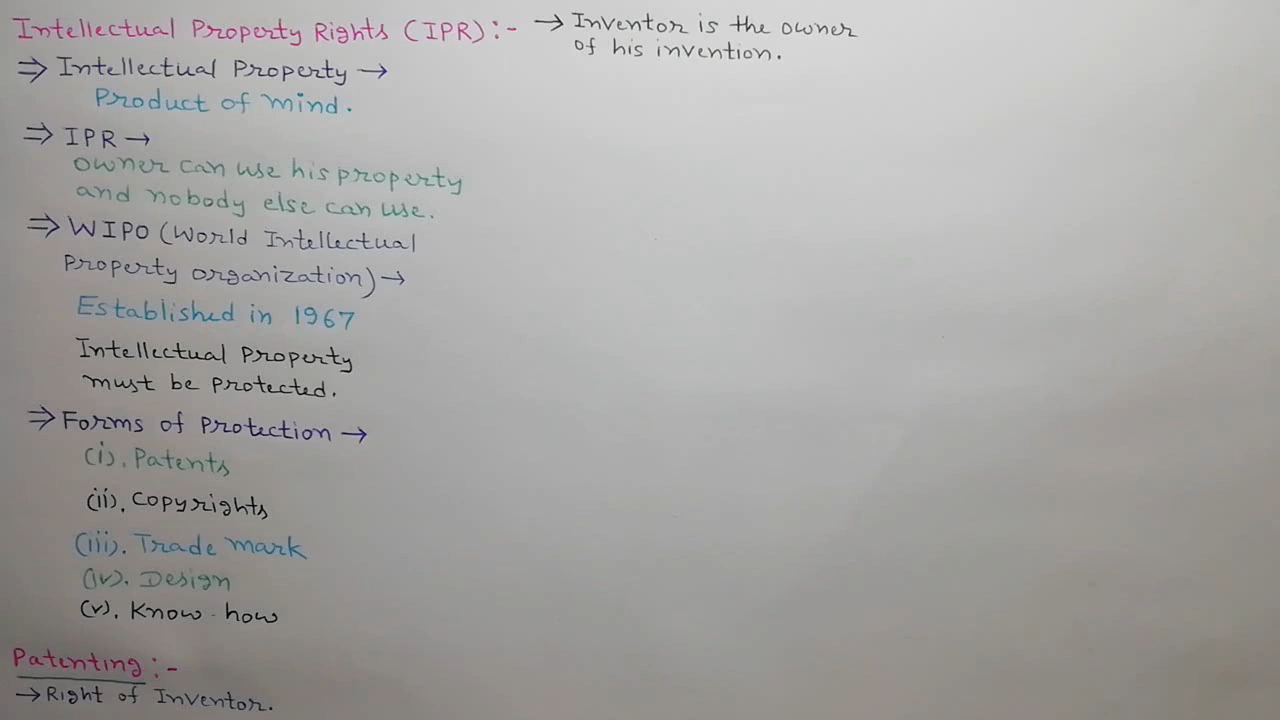 Intellectual Property Rights (IPR):- → Inventor is the owner
of his invention.
⇒ Intellectual Property →
Product of mind.
⇒ IPR →
owner can use his property
and nobody else can use.
⇒ WIPO (World Intellectual
Property organization) →
Established in 1967
Intellectual Property
must be protected.
⇒ Forms of Protection →
(i). Patents
(ii). Copyrights
(iii). Trade mark
(iv). Design
(v). Know-how
Patenting:-
→ Right of Inventor.